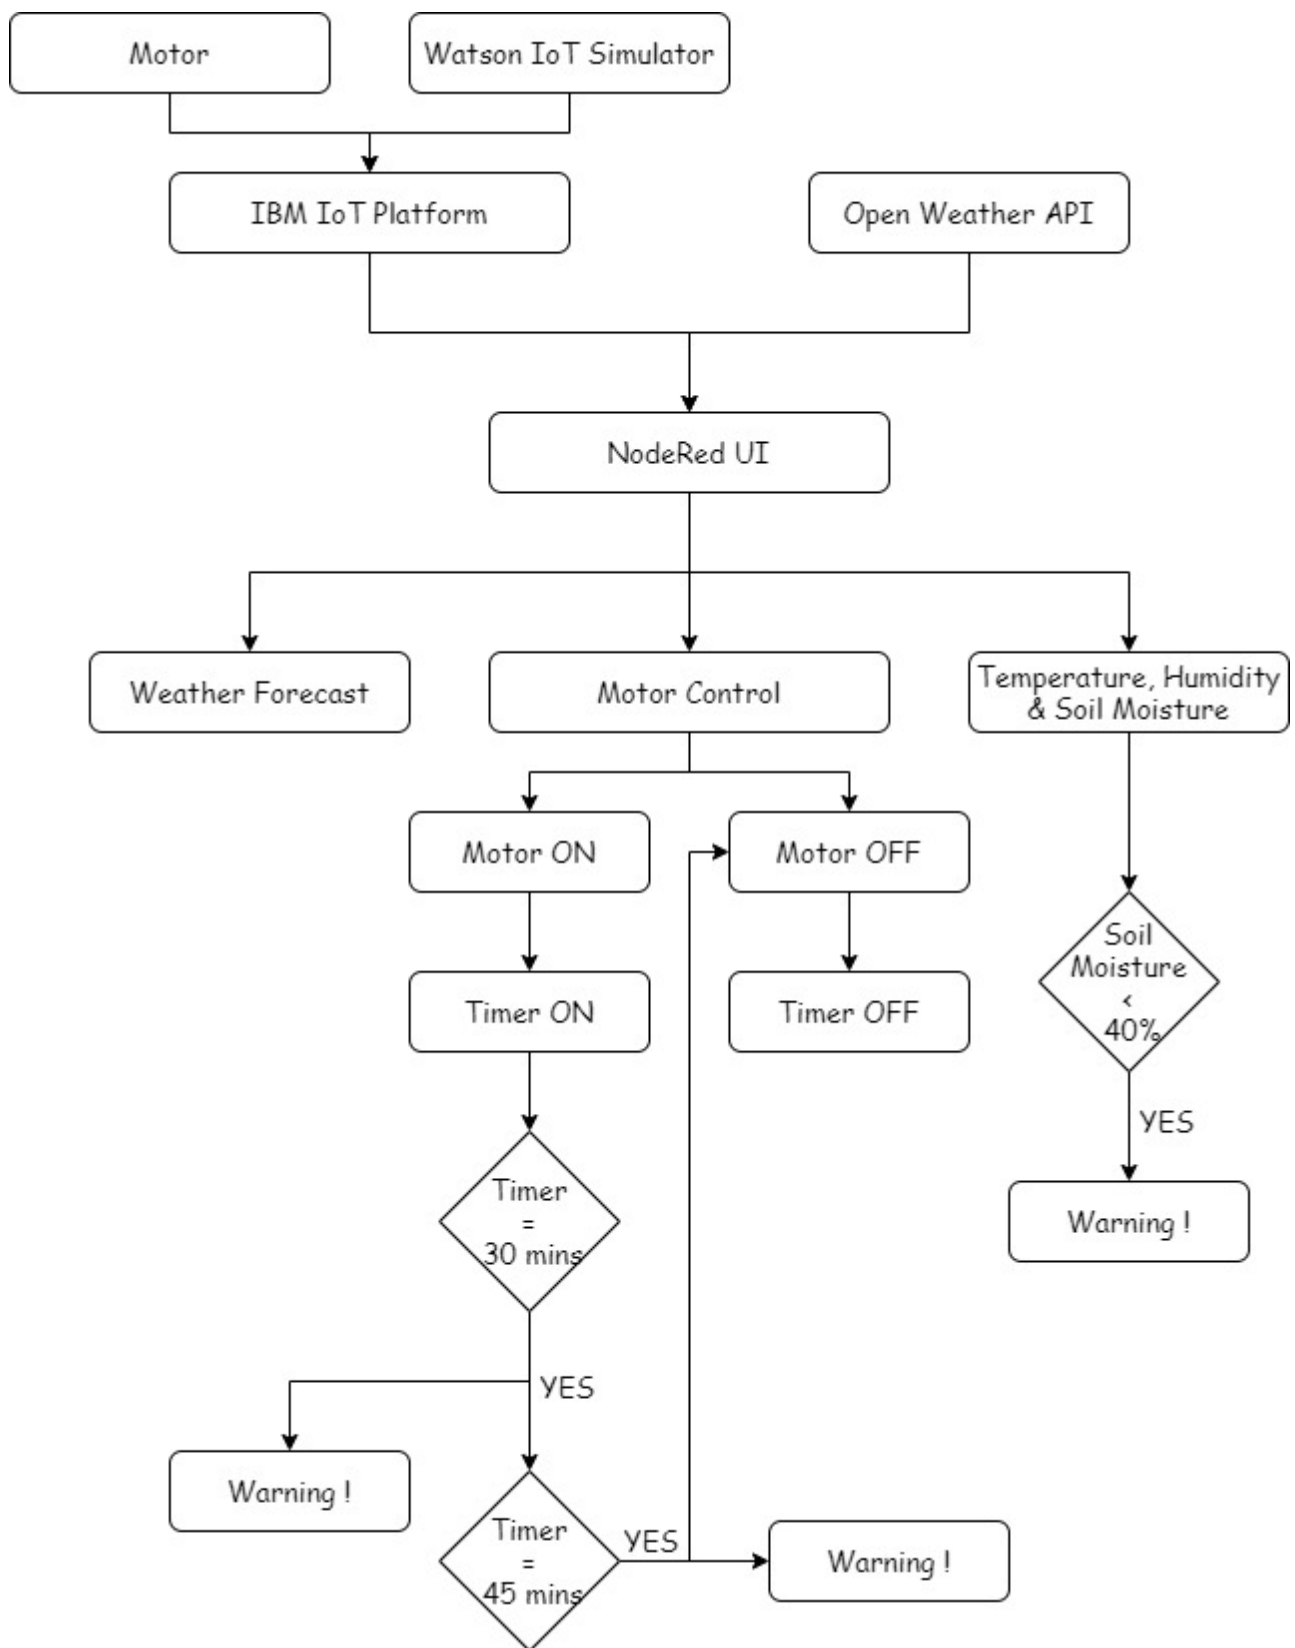 Motor
Watson IoT Simulator
IBM IoT Platform
Open Weather API
NodeRed UI
Weather Forecast
Motor Control
Temperature, Humidity
& Soil Moisture
Motor ON
Motor OFF
Soil
Moisture
<
40%
Timer ON
Timer OFF
YES
Warning !
Timer
=
30 mins
YES
Warning !
Timer
=
45 mins
YES
Warning !